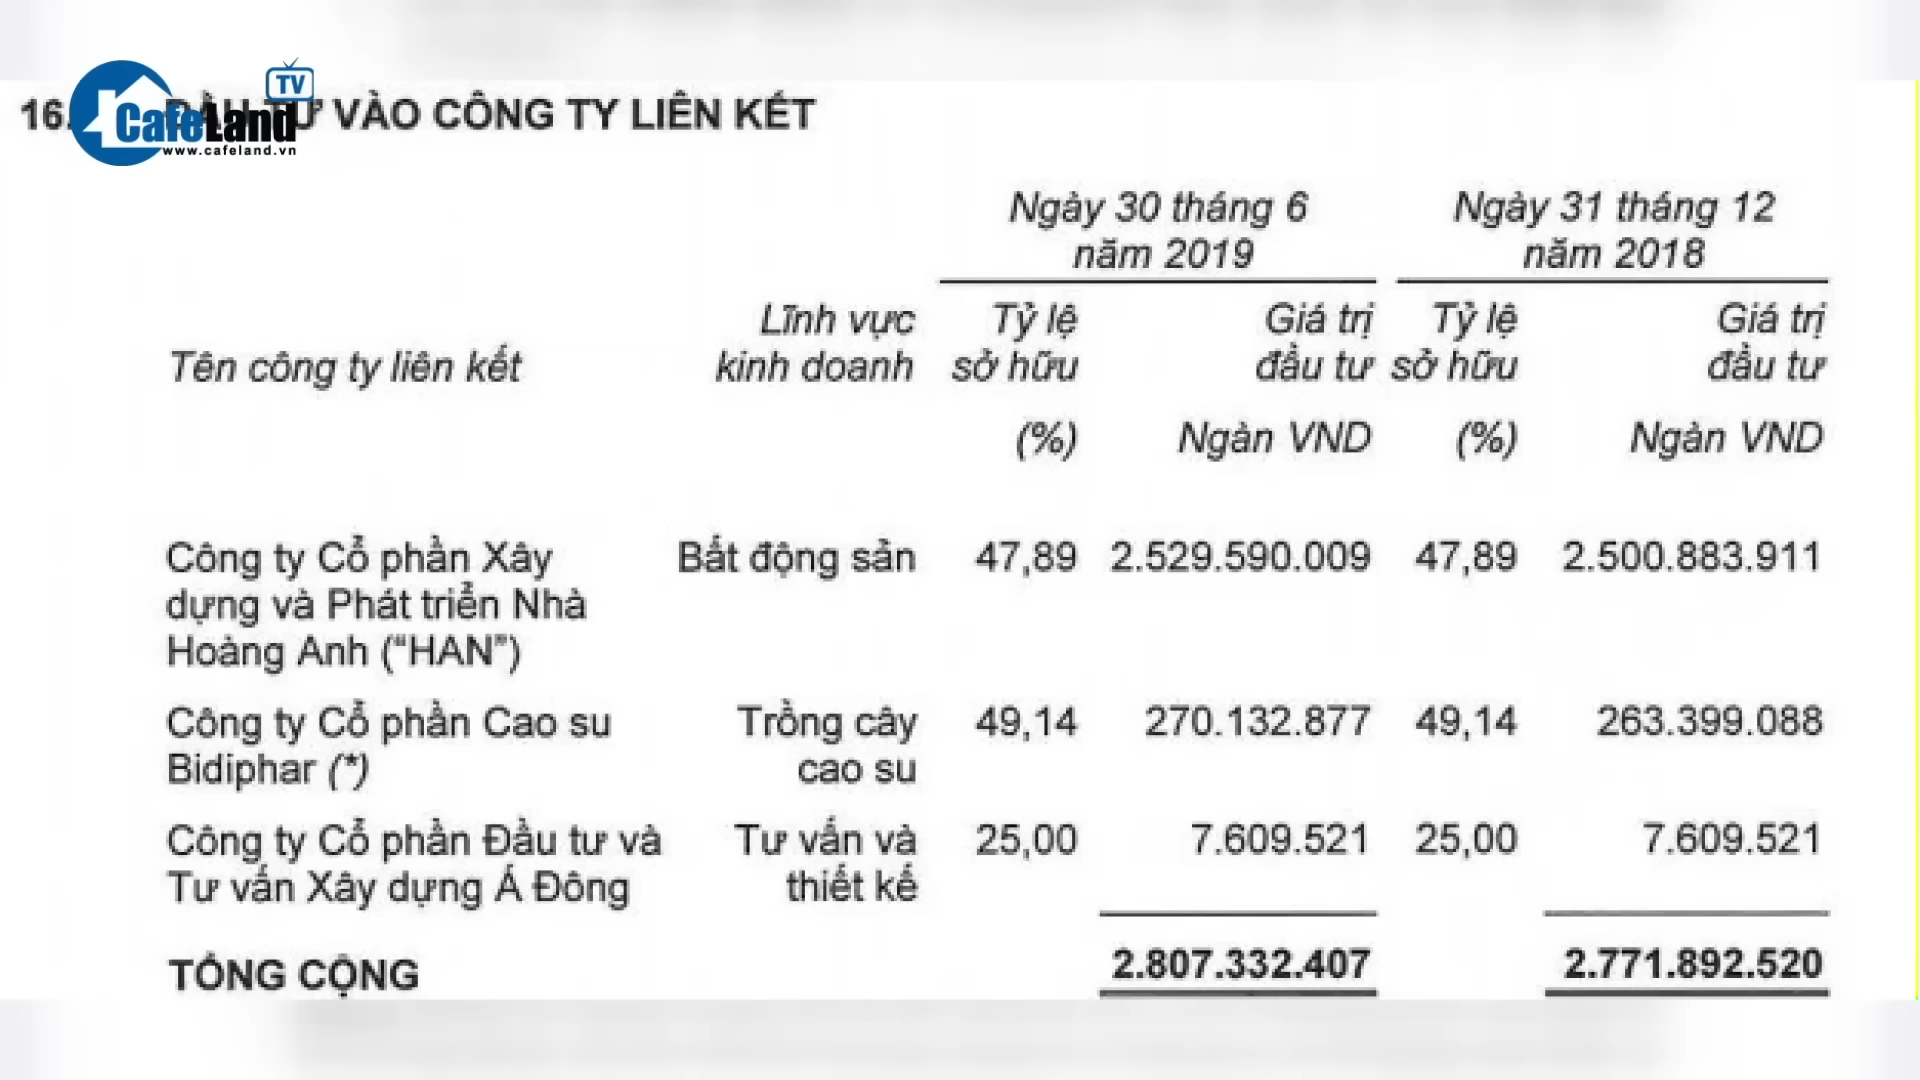 TV
CafeLand
www.cafeland.vn
16. ĐẦU TƯ VÀO CÔNG TY LIÊN KẾT
Ngày 30 tháng 6 Ngày 31 tháng 12
năm 2019 năm 2018
Lĩnh vực Tỷ lệ Giá trị Tỷ lệ Giá trị
Tên công ty liên kết kinh doanh sở hữu đầu tư sở hữu đầu tư
(%) Ngàn VND (%) Ngàn VND
Công ty Cổ phần Xây Bất động sản 47,89 2.529.590.009 47,89 2.500.883.911
dựng và Phát triển Nhà
Hoàng Anh (“HAN”)
Công ty Cổ phần Cao su Trồng cây 49,14 270.132.877 49,14 263.399.088
Bidiphar (*) cao su
Công ty Cổ phần Đầu tư và Tư vấn và 25,00 7.609.521 25,00 7.609.521
Tư vấn Xây dựng Á Đông thiết kế
TỔNG CỘNG 2.807.332.407 2.771.892.520